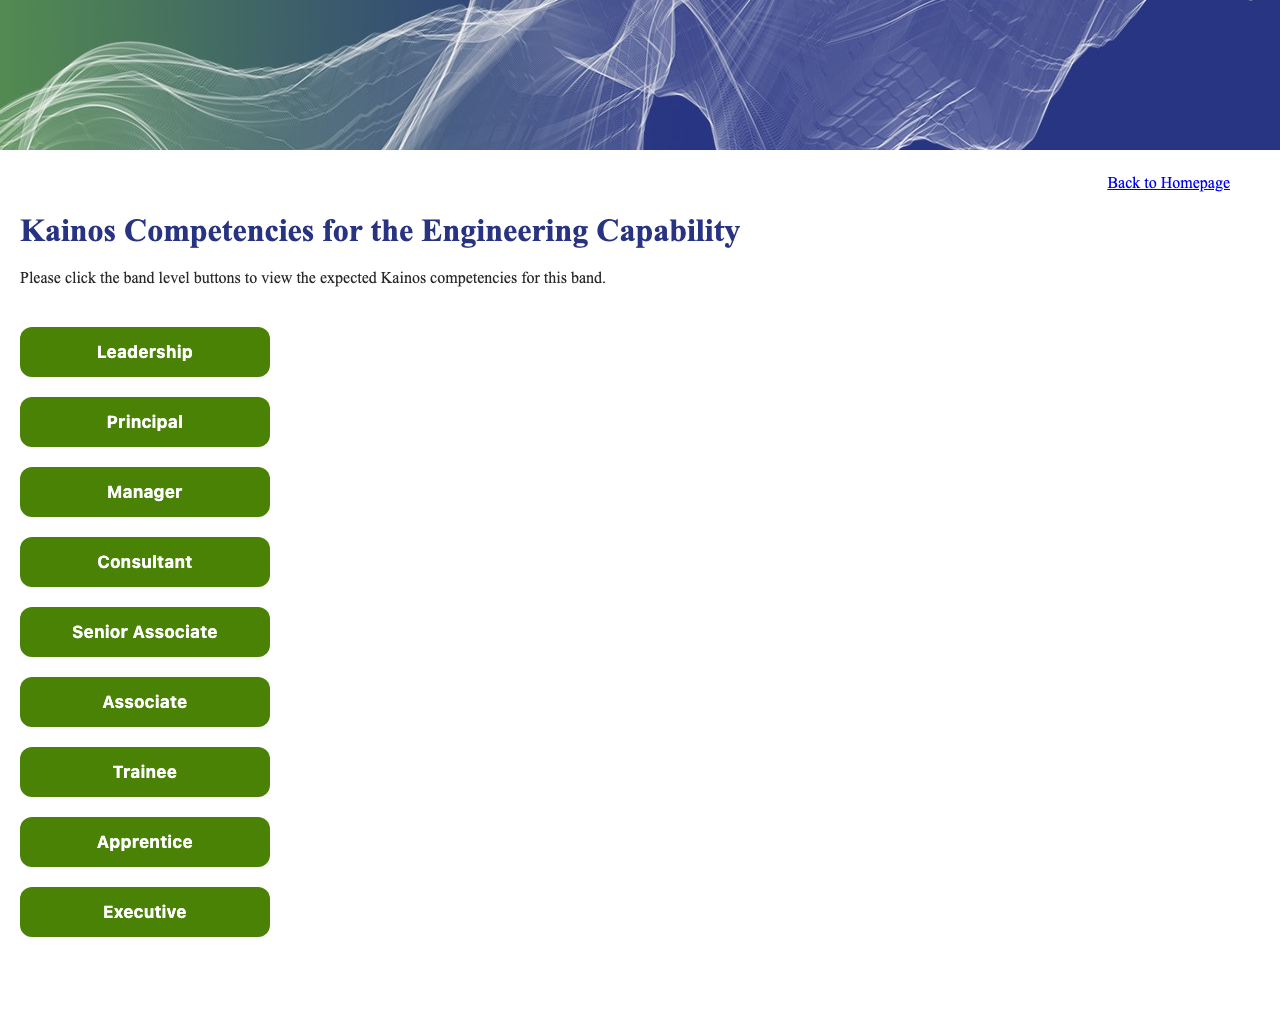 Back to Homepage
Kainos Competencies for the Engineering Capability
Please click the band level buttons to view the expected Kainos competencies for this band.
Leadership
Principal
Manager
Consultant
Senior Associate
Associate
Trainee
Apprentice
Executive